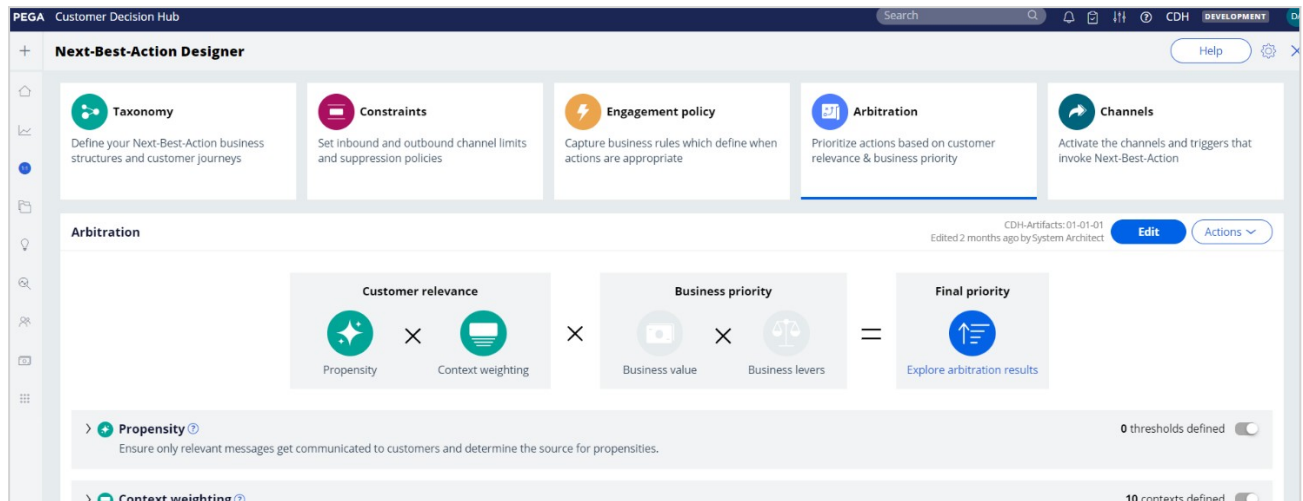 PEGA Customer Decision Hub Search CDH DEVELOPMENT
Next-Best-Action Designer Help
Taxonomy
Define your Next-Best-Action business
structures and customer journeys
Constraints
Set inbound and outbound channel limits
and suppression policies
Engagement policy
Capture business rules which define when
actions are appropriate
Arbitration
Prioritize actions based on customer
relevance & business priority
Channels
Activate the channels and triggers that
invoke Next-Best-Action
Arbitration
CDH-Artifacts: 01-01-01
Edited 2 months ago by System Architect
Edit
Actions
Customer relevance
Propensity × Context weighting
×
Business priority
Business value × Business levers
=
Final priority
Explore arbitration results
Propensity 0 thresholds defined
Ensure only relevant messages get communicated to customers and determine the source for propensities.
Context weighting 10 contexts defined